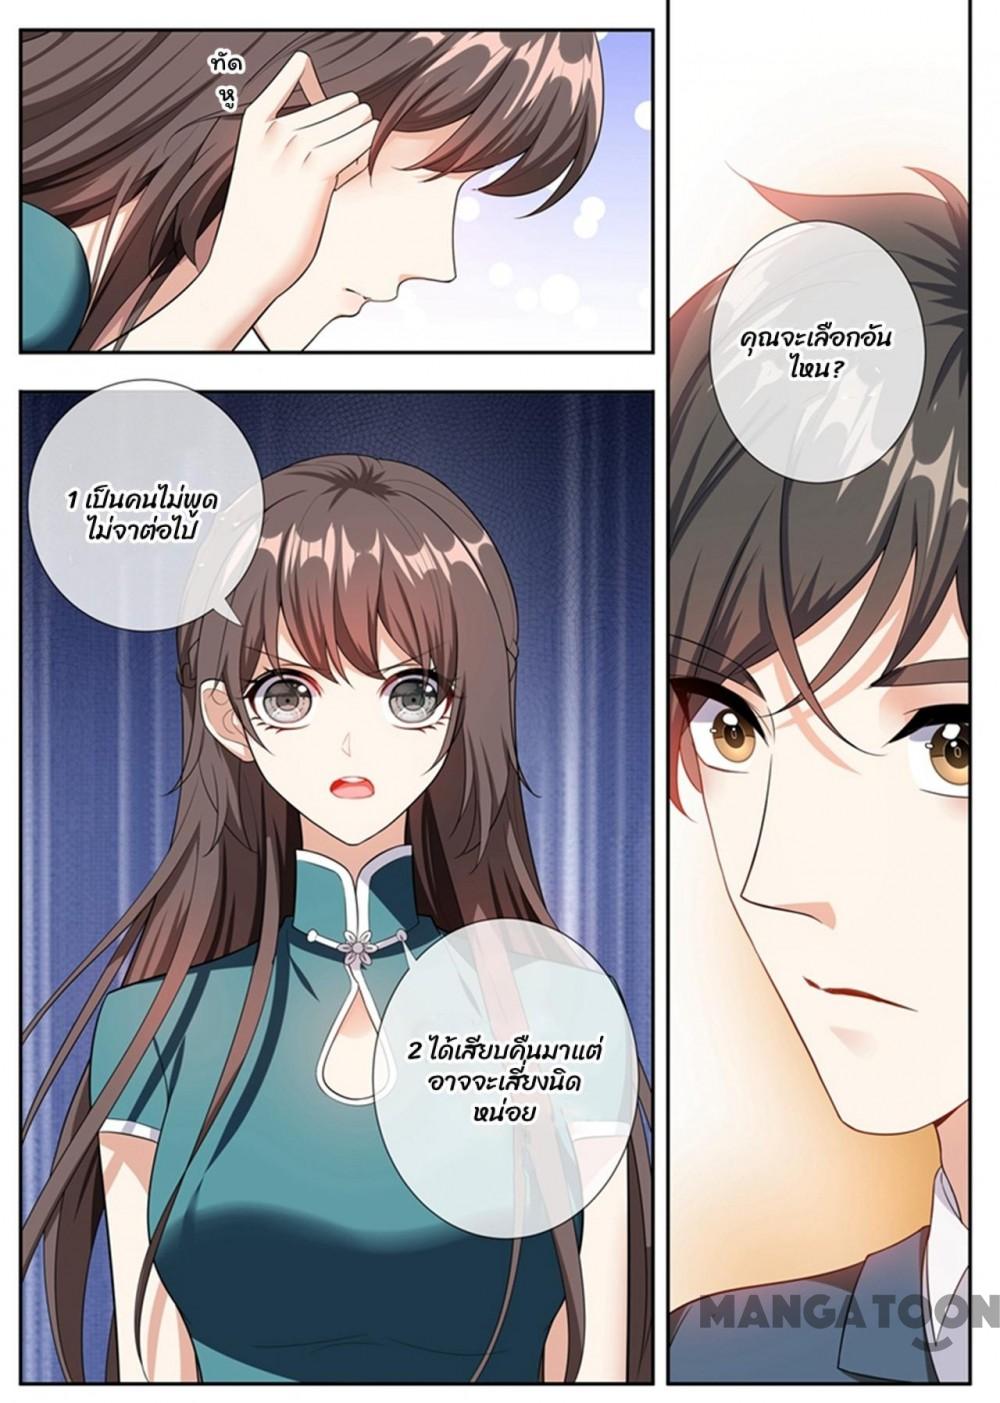 ทัด
หู
คุณจะเลือกอัน
ไหน?
1 เป็นคนไม่พูด
ไม่จาต่อไป
2 ได้เสียบคืนมาแต่
อาจจะเสี่ยงนิด
หน่อย
MANGATOON